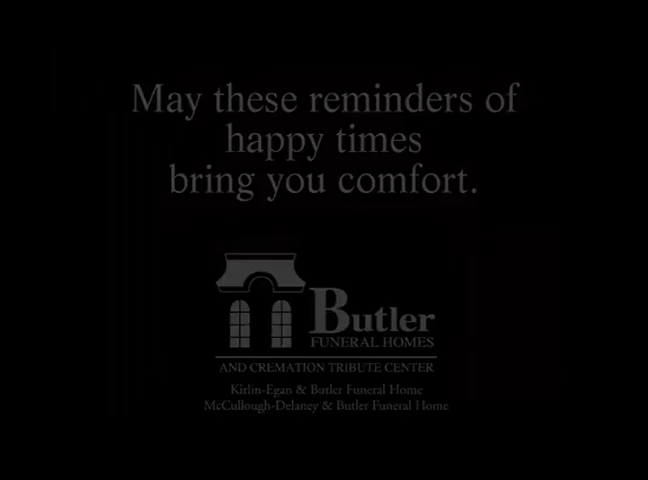 May these reminders of
happy times
bring you comfort.
Butler
FUNERAL HOMES
AND CREMATION TRIBUTE CENTER
Kirlin-Egan & Butler Funeral Home
McCullough-Delaney & Butler Funeral Home